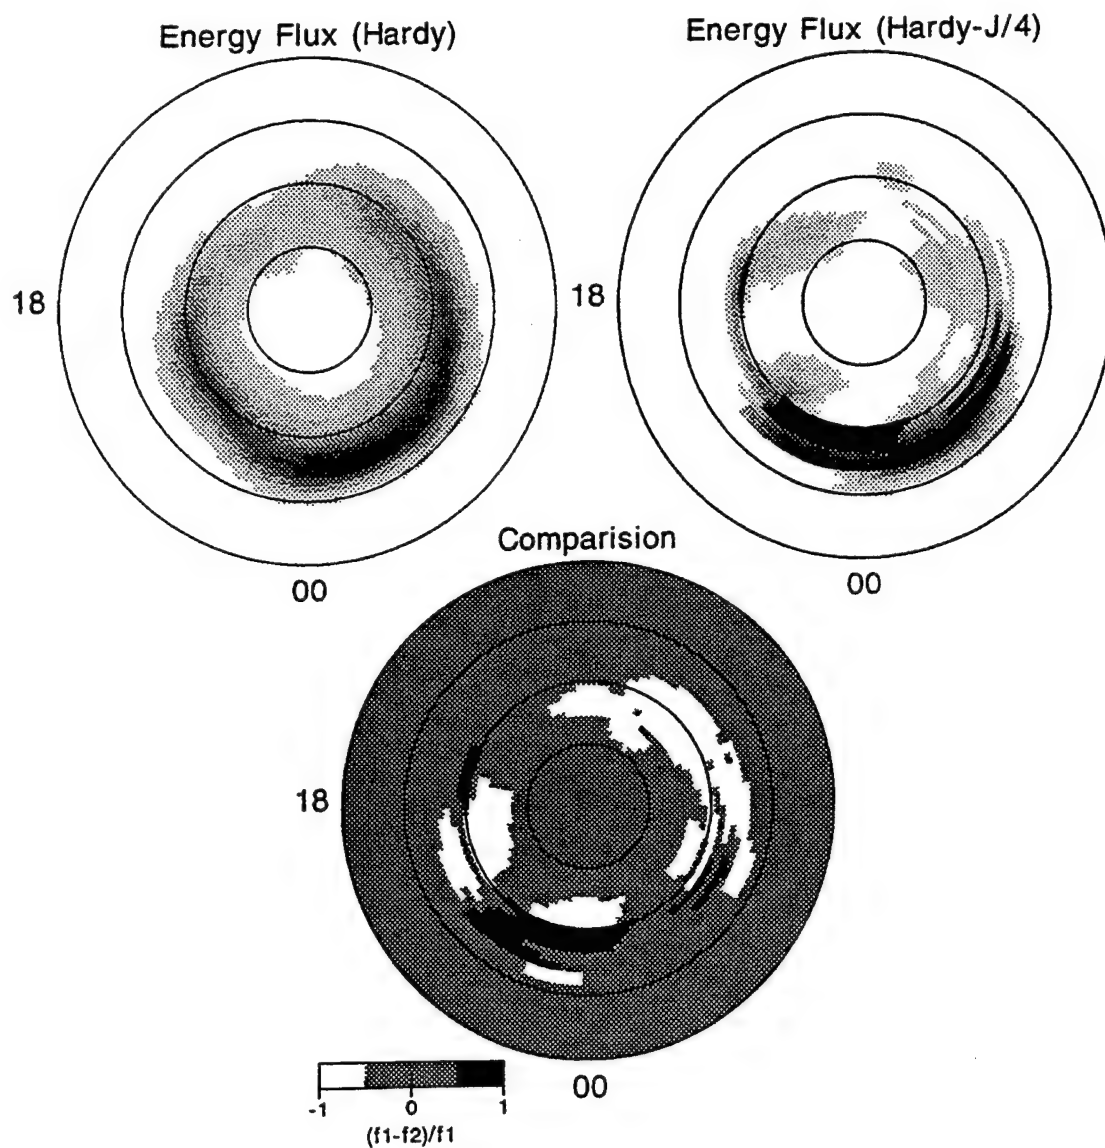 Energy Flux (Hardy)
Energy Flux (Hardy-J/4)
18
18
00
00
Comparision
18
00
-1 0 1
(f1-f2)/f1